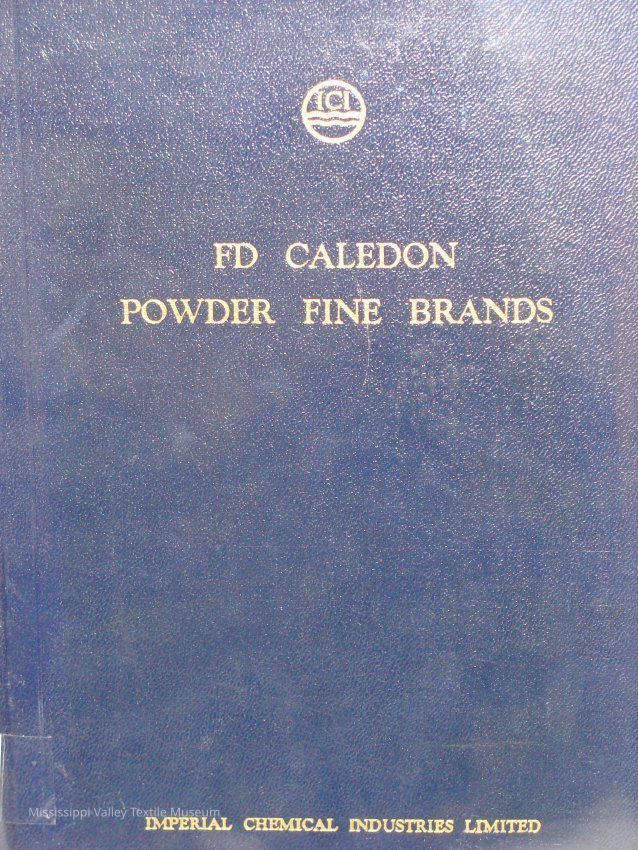 ICI
FD CALEDON
POWDER FINE BRANDS
Mississippi Valley Textile Museum
IMPERIAL CHEMICAL INDUSTRIES LIMITED